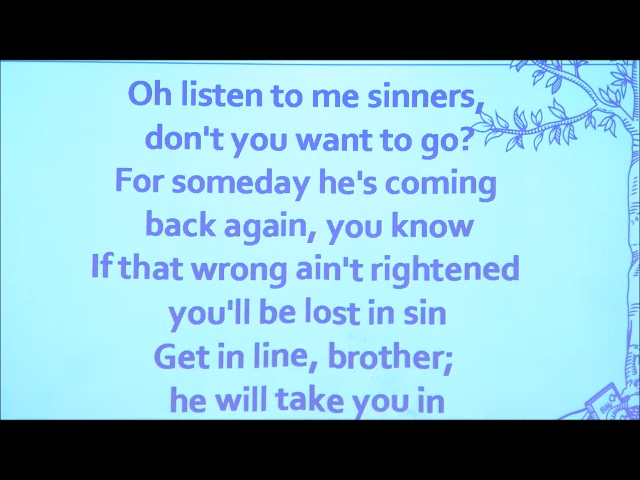 Oh listen to me sinners,
don't you want to go?
For someday he's coming
back again, you know
If that wrong ain't rightened
you'll be lost in sin
Get in line, brother;
he will take you in